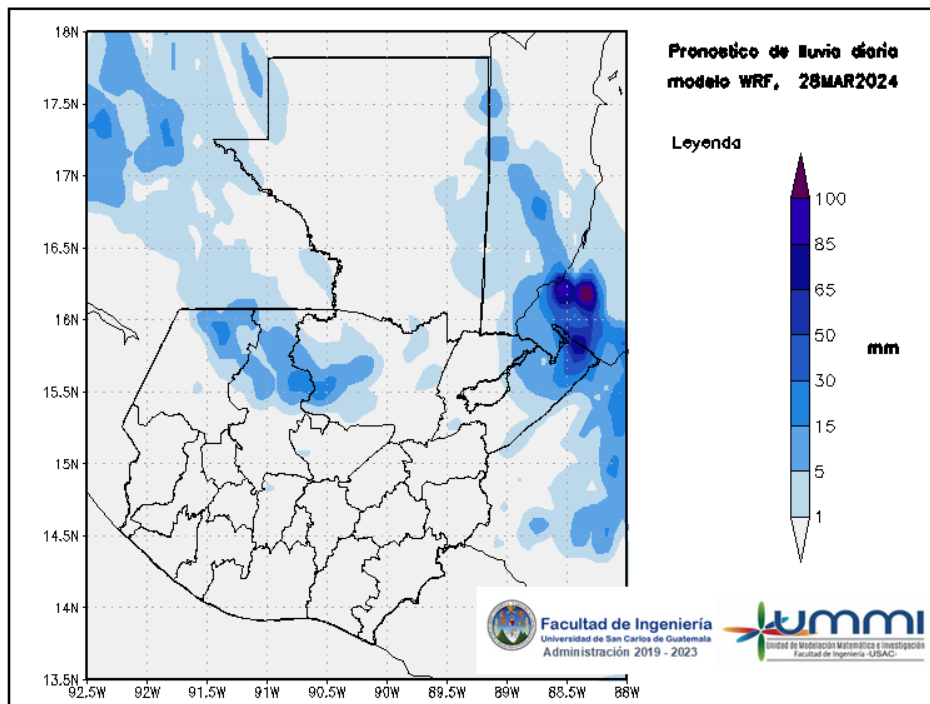 Pronostico de lluvia diaria
modelo WRF, 28MAR2024
Leyenda
100
85
65
50
30
15
5
1
mm
18N
17.5N
17N
16.5N
16N
15.5N
15N
14.5N
14N
13.5N
92.5W
92W
91.5W
91W
90.5W
90W
89.5W
89W
88.5W
88W
Facultad de Ingeniería
Universidad de San Carlos de Guatemala
Administración 2019 - 2023
ummi
Unidad de Modelación Matemática e Investigación
Facultad de Ingeniería -USAC-